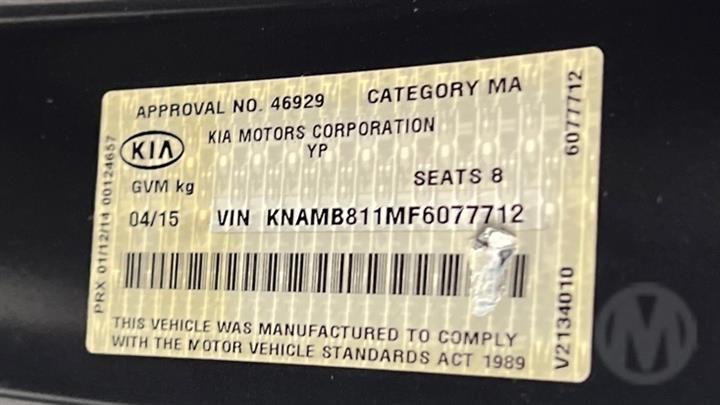 APPROVAL NO. 46929 CATEGORY MA
KIA
KIA MOTORS CORPORATION
YP
GVM kg
SEATS 8
04/15 VIN KNAMB811MF6077712
THIS VEHICLE WAS MANUFACTURED TO COMPLY
WITH THE MOTOR VEHICLE STANDARDS ACT 1989
PRX 01/12/14 00124657
6077712
V2134010
M